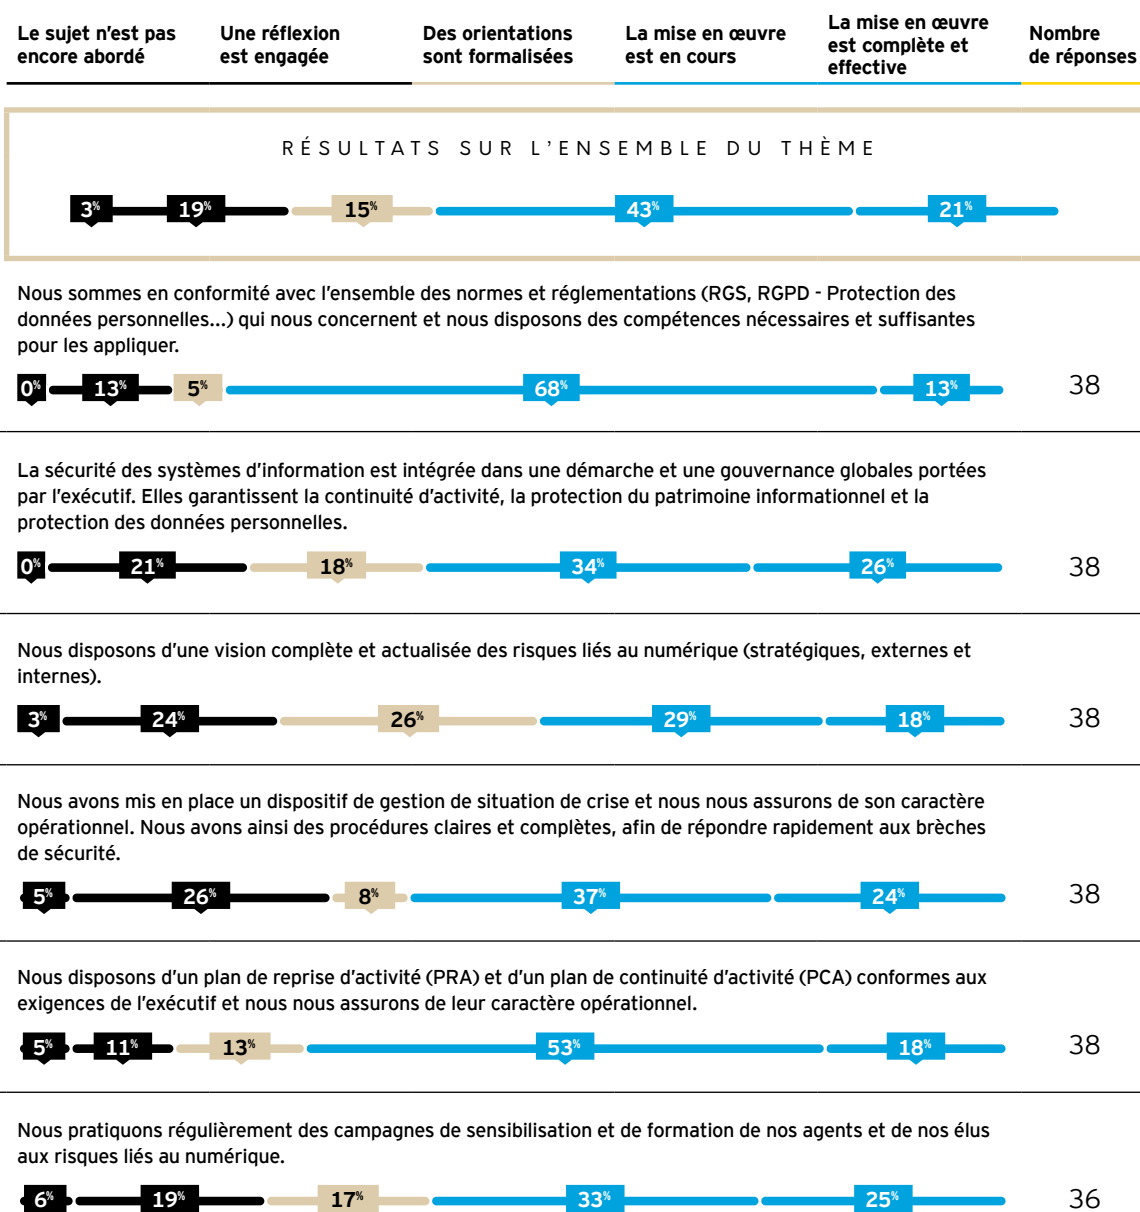 Le sujet n'est pas encore abordé
Une réflexion est engagée
Des orientations sont formalisées
La mise en œuvre est en cours
La mise en œuvre est complète et effective
Nombre de réponses
RÉSULTATS SUR L'ENSEMBLE DU THÈME
3% 19% 15% 43% 21%
Nous sommes en conformité avec l'ensemble des normes et réglementations (RGS, RGPD - Protection des
données personnelles...) qui nous concernent et nous disposons des compétences nécessaires et suffisantes
pour les appliquer.
0% 13% 5% 68% 13% 38
La sécurité des systèmes d'information est intégrée dans une démarche et une gouvernance globales portées
par l'exécutif. Elles garantissent la continuité d'activité, la protection du patrimoine informationnel et la
protection des données personnelles.
0% 21% 18% 34% 26% 38
Nous disposons d'une vision complète et actualisée des risques liés au numérique (stratégiques, externes et
internes).
3% 24% 26% 29% 18% 38
Nous avons mis en place un dispositif de gestion de situation de crise et nous nous assurons de son caractère
opérationnel. Nous avons ainsi des procédures claires et complètes, afin de répondre rapidement aux brèches
de sécurité.
5% 26% 8% 37% 24% 38
Nous disposons d'un plan de reprise d'activité (PRA) et d'un plan de continuité d'activité (PCA) conformes aux
exigences de l'exécutif et nous nous assurons de leur caractère opérationnel.
5% 11% 13% 53% 18% 38
Nous pratiquons régulièrement des campagnes de sensibilisation et de formation de nos agents et de nos élus
aux risques liés au numérique.
6% 19% 17% 33% 25% 36